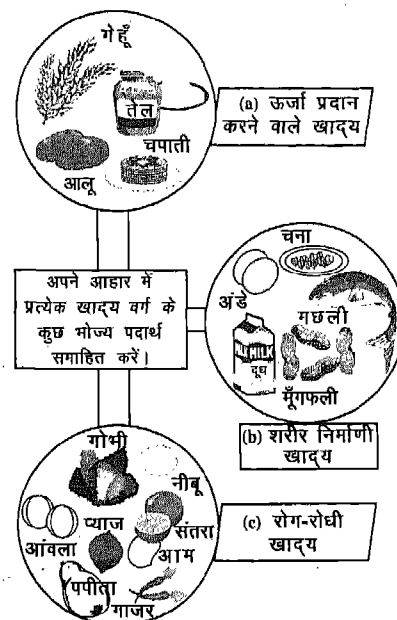 गेहूँ
तेल
चपाती
आलू
(a) ऊर्जा प्रदान
करने वाले खाद्य
अपने आहार में
प्रत्येक खाद्य वर्ग के
कुछ भोज्य पदार्थ
समाहित करें।
चना
अंडे
मछली
MILK
दूध
मूँगफली
(b) शरीर निर्माणी
खाद्य
गोभी
नीबू
प्याज
संतरा
आंवला
आम
पपीता
गाजर
(c) रोग-रोधी
खाद्य